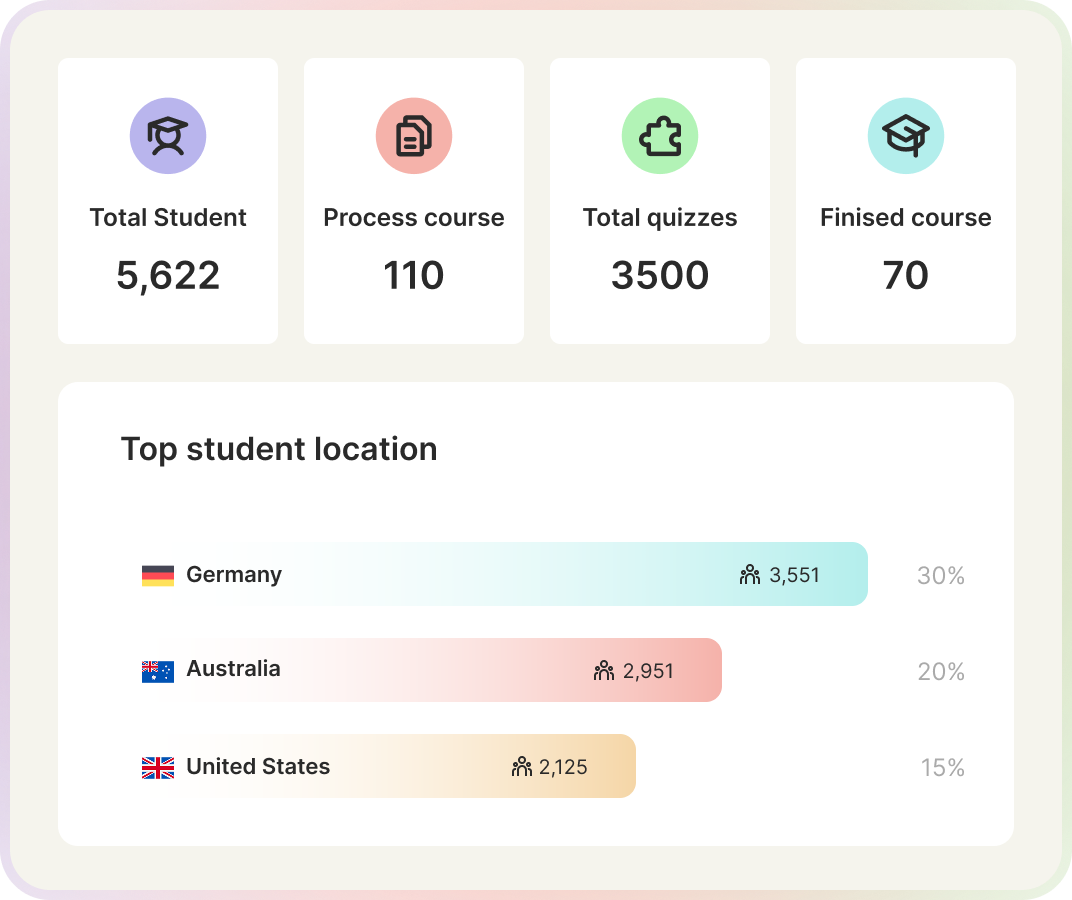 Total Student
5,622
Process course
110
Total quizzes
3500
Finised course
70
Top student location
Germany 3,551 30%
Australia 2,951 20%
United States 2,125 15%